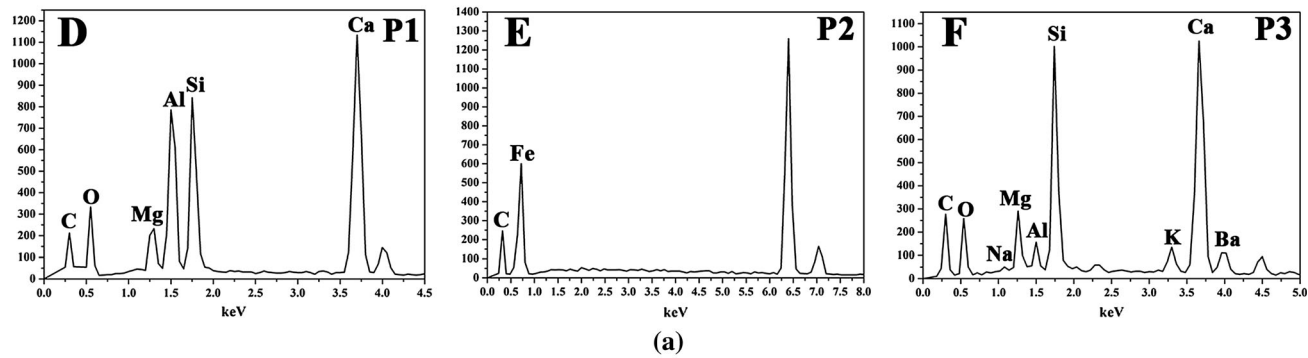 D P1
1200
1100
1000
900
800
700
600
500
400
300
200
100
0
C
O
Mg
Al
Si
Ca
0.0 0.5 1.0 1.5 2.0 2.5 3.0 3.5 4.0 4.5
keV
E P2
1400
1300
1200
1100
1000
900
800
700
600
500
400
300
200
100
0
C
Fe
0.0 0.5 1.0 1.5 2.0 2.5 3.0 3.5 4.0 4.5 5.0 5.5 6.0 6.5 7.0 7.5 8.0
keV
F P3
1100
1000
900
800
700
600
500
400
300
200
100
0
C
O
Na
Mg
Al
Si
K
Ca
Ba
0.0 0.5 1.0 1.5 2.0 2.5 3.0 3.5 4.0 4.5 5.0
keV
(a)